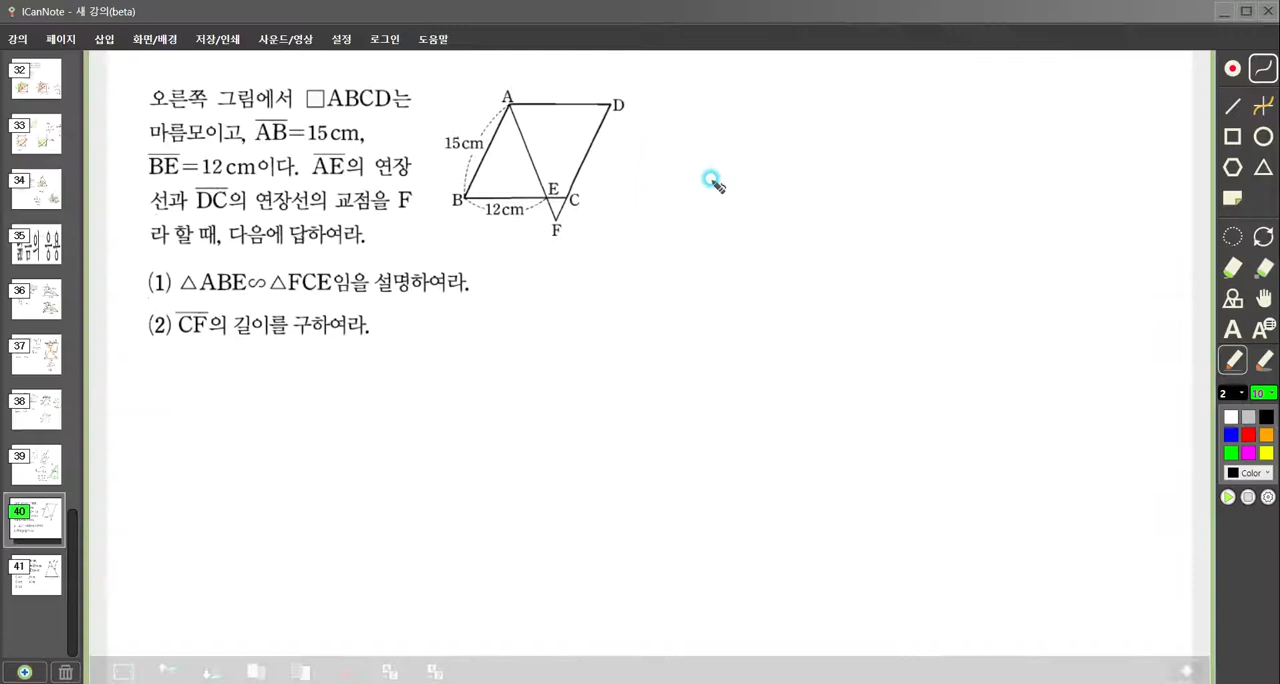 ICanNote - 새 강의(beta)
강의 페이지 삽입 화면/배경 저장/인쇄 사운드/영상 설정 로그인 도움말
32
33
34
35
36
37
38
39
40
41
오른쪽 그림에서 □ABCD는
마름모이고, AB=15cm,
BE=12cm이다. AE의 연장
선과 DC의 연장선의 교점을 F
라 할 때, 다음에 답하여라.
(1) △ABE∽△FCE임을 설명하여라.
(2) CF의 길이를 구하여라.
A
D
15cm
B
E
C
12cm
F
A A
2 10
Color